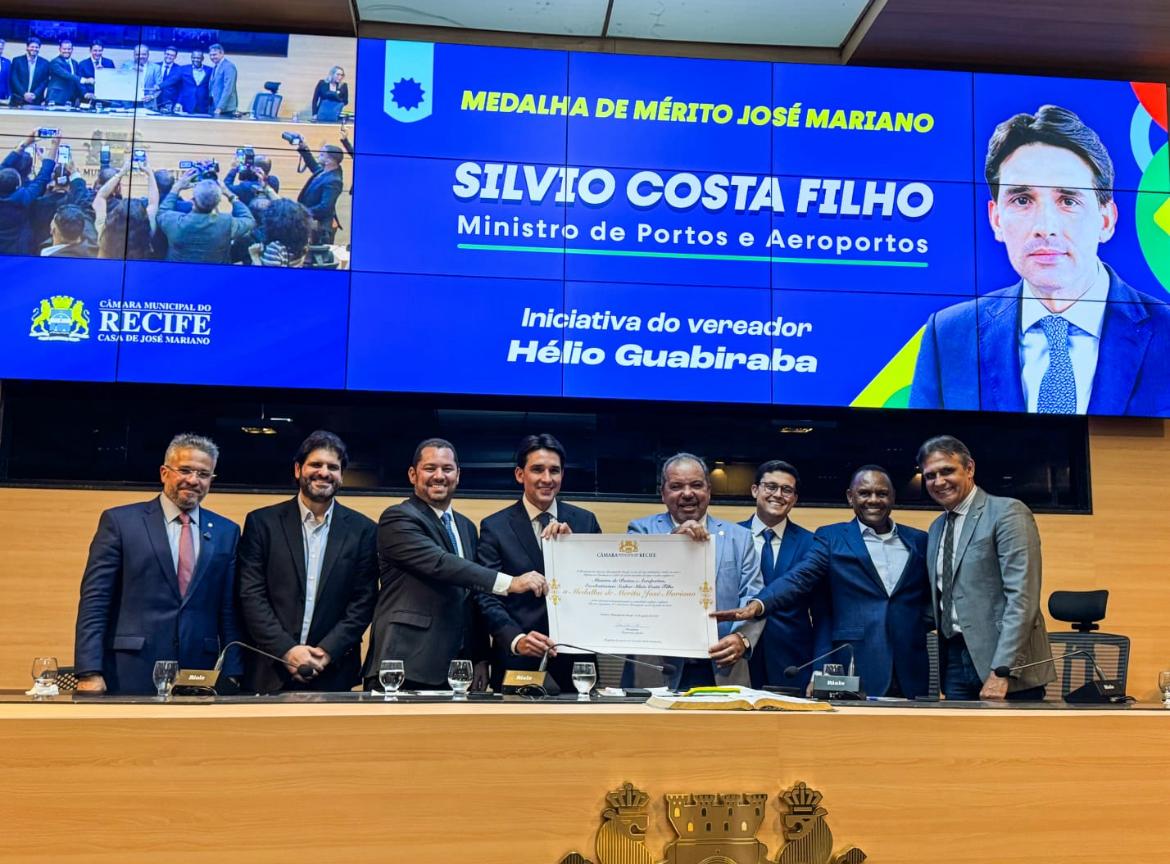 MEDALHA DE MÉRITO JOSÉ MARIANO
SILVIO COSTA FILHO
Ministro de Portos e Aeroportos
Iniciativa do vereador
Hélio Guabiraba
CÂMARA MUNICIPAL DO
RECIFE
CASA DE JOSÉ MARIANO
CÂMARA
RECIFE
Ministro de Portos e Aeroportos,
a Medalha de Mérito José Mariano